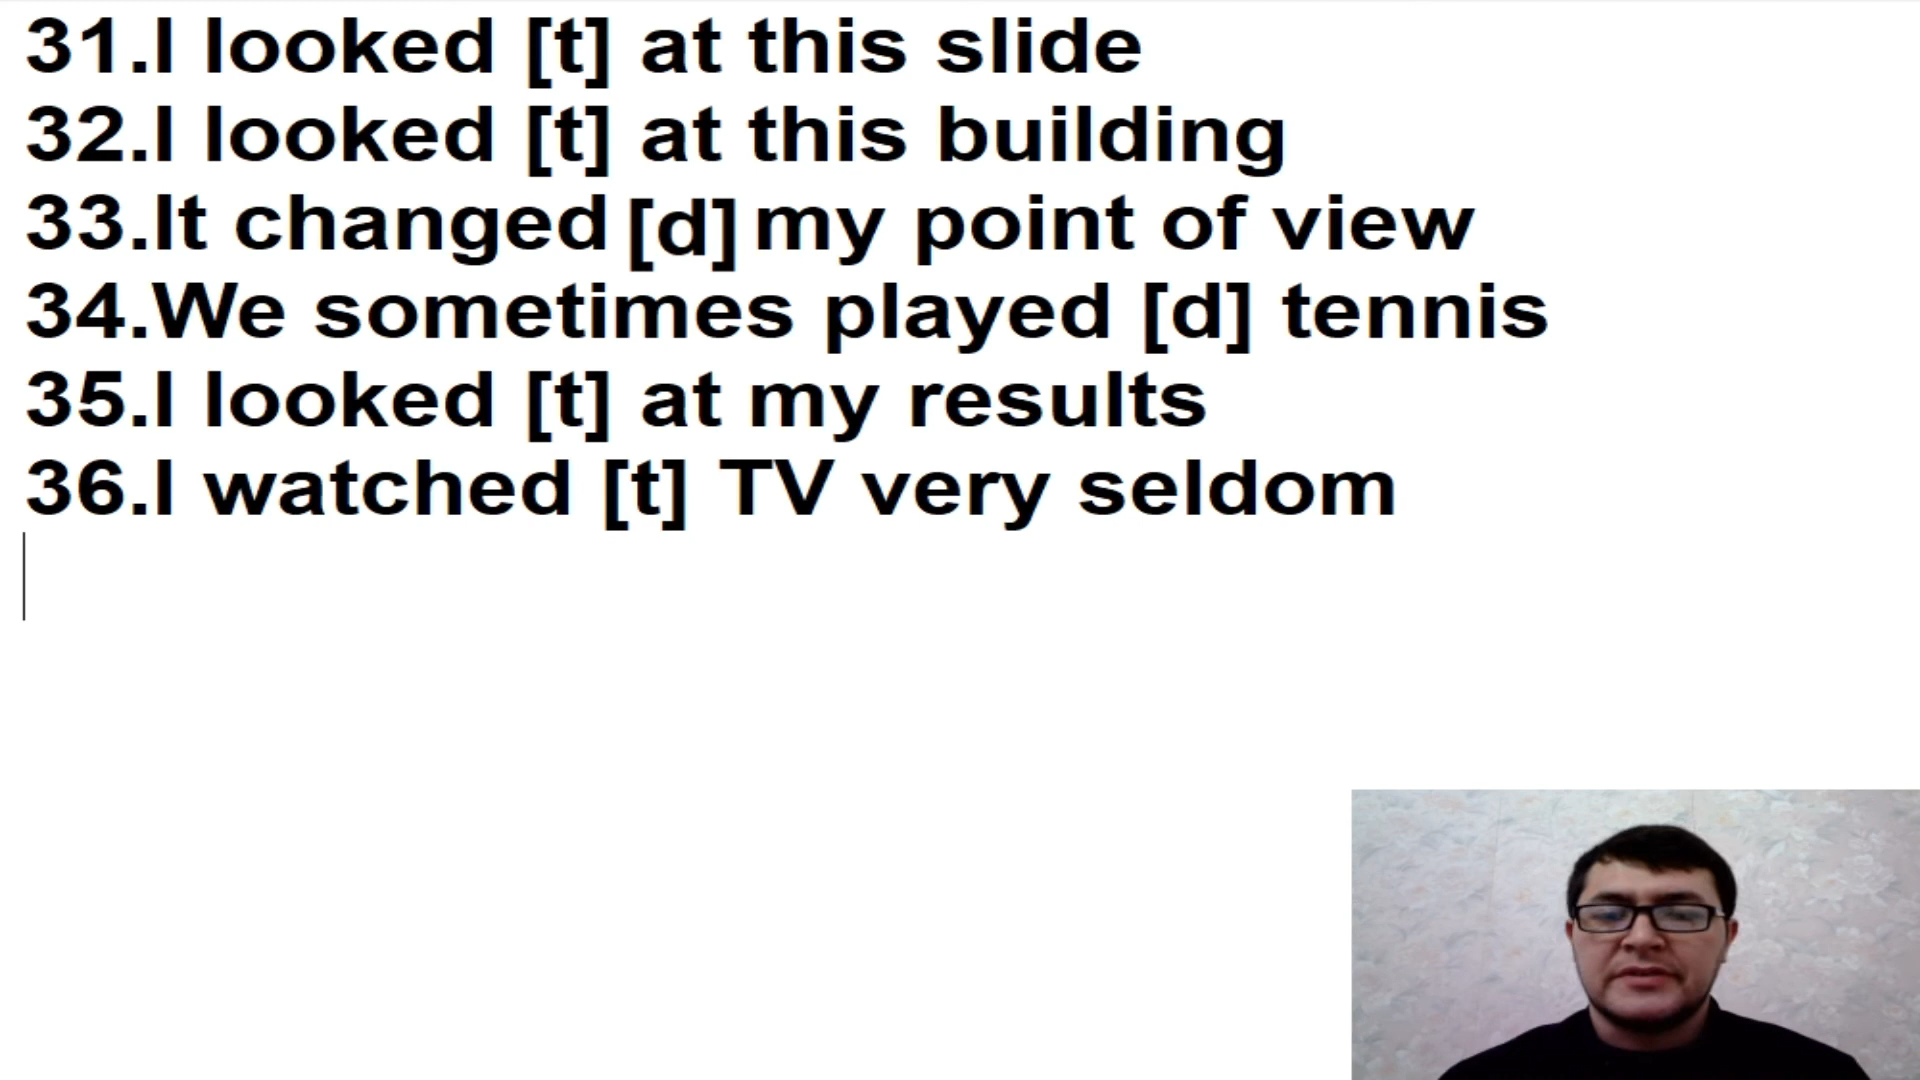 31.I looked [t] at this slide
32.I looked [t] at this building
33.It changed [d] my point of view
34.We sometimes played [d] tennis
35.I looked [t] at my results
36.I watched [t] TV very seldom